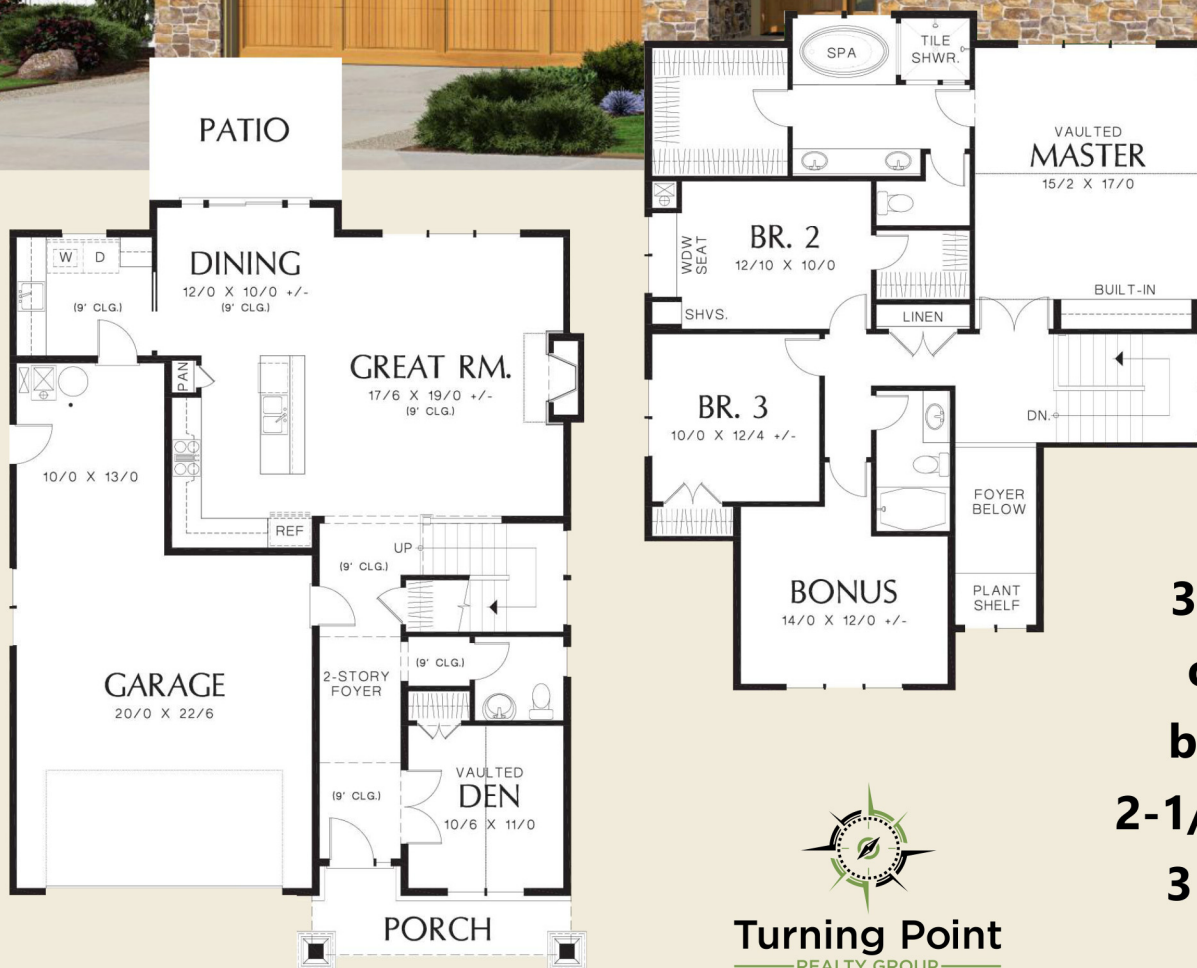 PATIO
W D
(9' CLG.)
DINING
12/0 X 10/0 +/-
(9' CLG.)
PAN
GREAT RM.
17/6 X 19/0 +/-
(9' CLG.)
10/0 X 13/0
REF
UP
(9' CLG.)
GARAGE
20/0 X 22/6
2-STORY
FOYER
(9' CLG.)
(9' CLG.)
VAULTED
DEN
10/6 X 11/0
PORCH
SPA
TILE
SHWR.
VAULTED
MASTER
15/2 X 17/0
BR. 2
12/10 X 10/0
WDW
SEAT
SHVS.
LINEN
BUILT-IN
BR. 3
10/0 X 12/4 +/-
DN.
FOYER
BELOW
BONUS
14/0 X 12/0 +/-
PLANT
SHELF
3
b
2-1/
3
Turning Point
REALTY GROUP